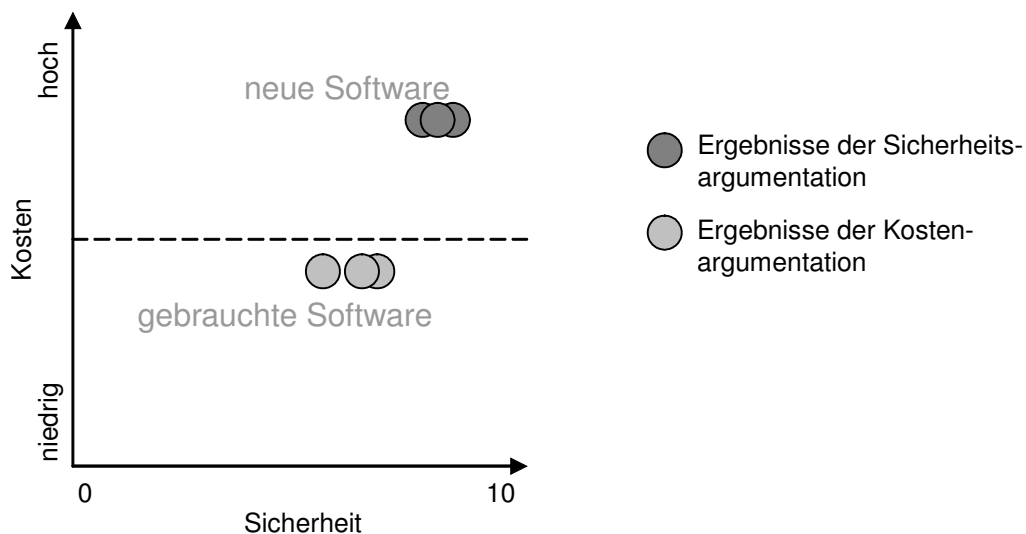 hoch
neue Software
Ergebnisse der Sicherheits-
argumentation
Kosten
Ergebnisse der Kosten-
argumentation
gebrauchte Software
niedrig
0
10
Sicherheit